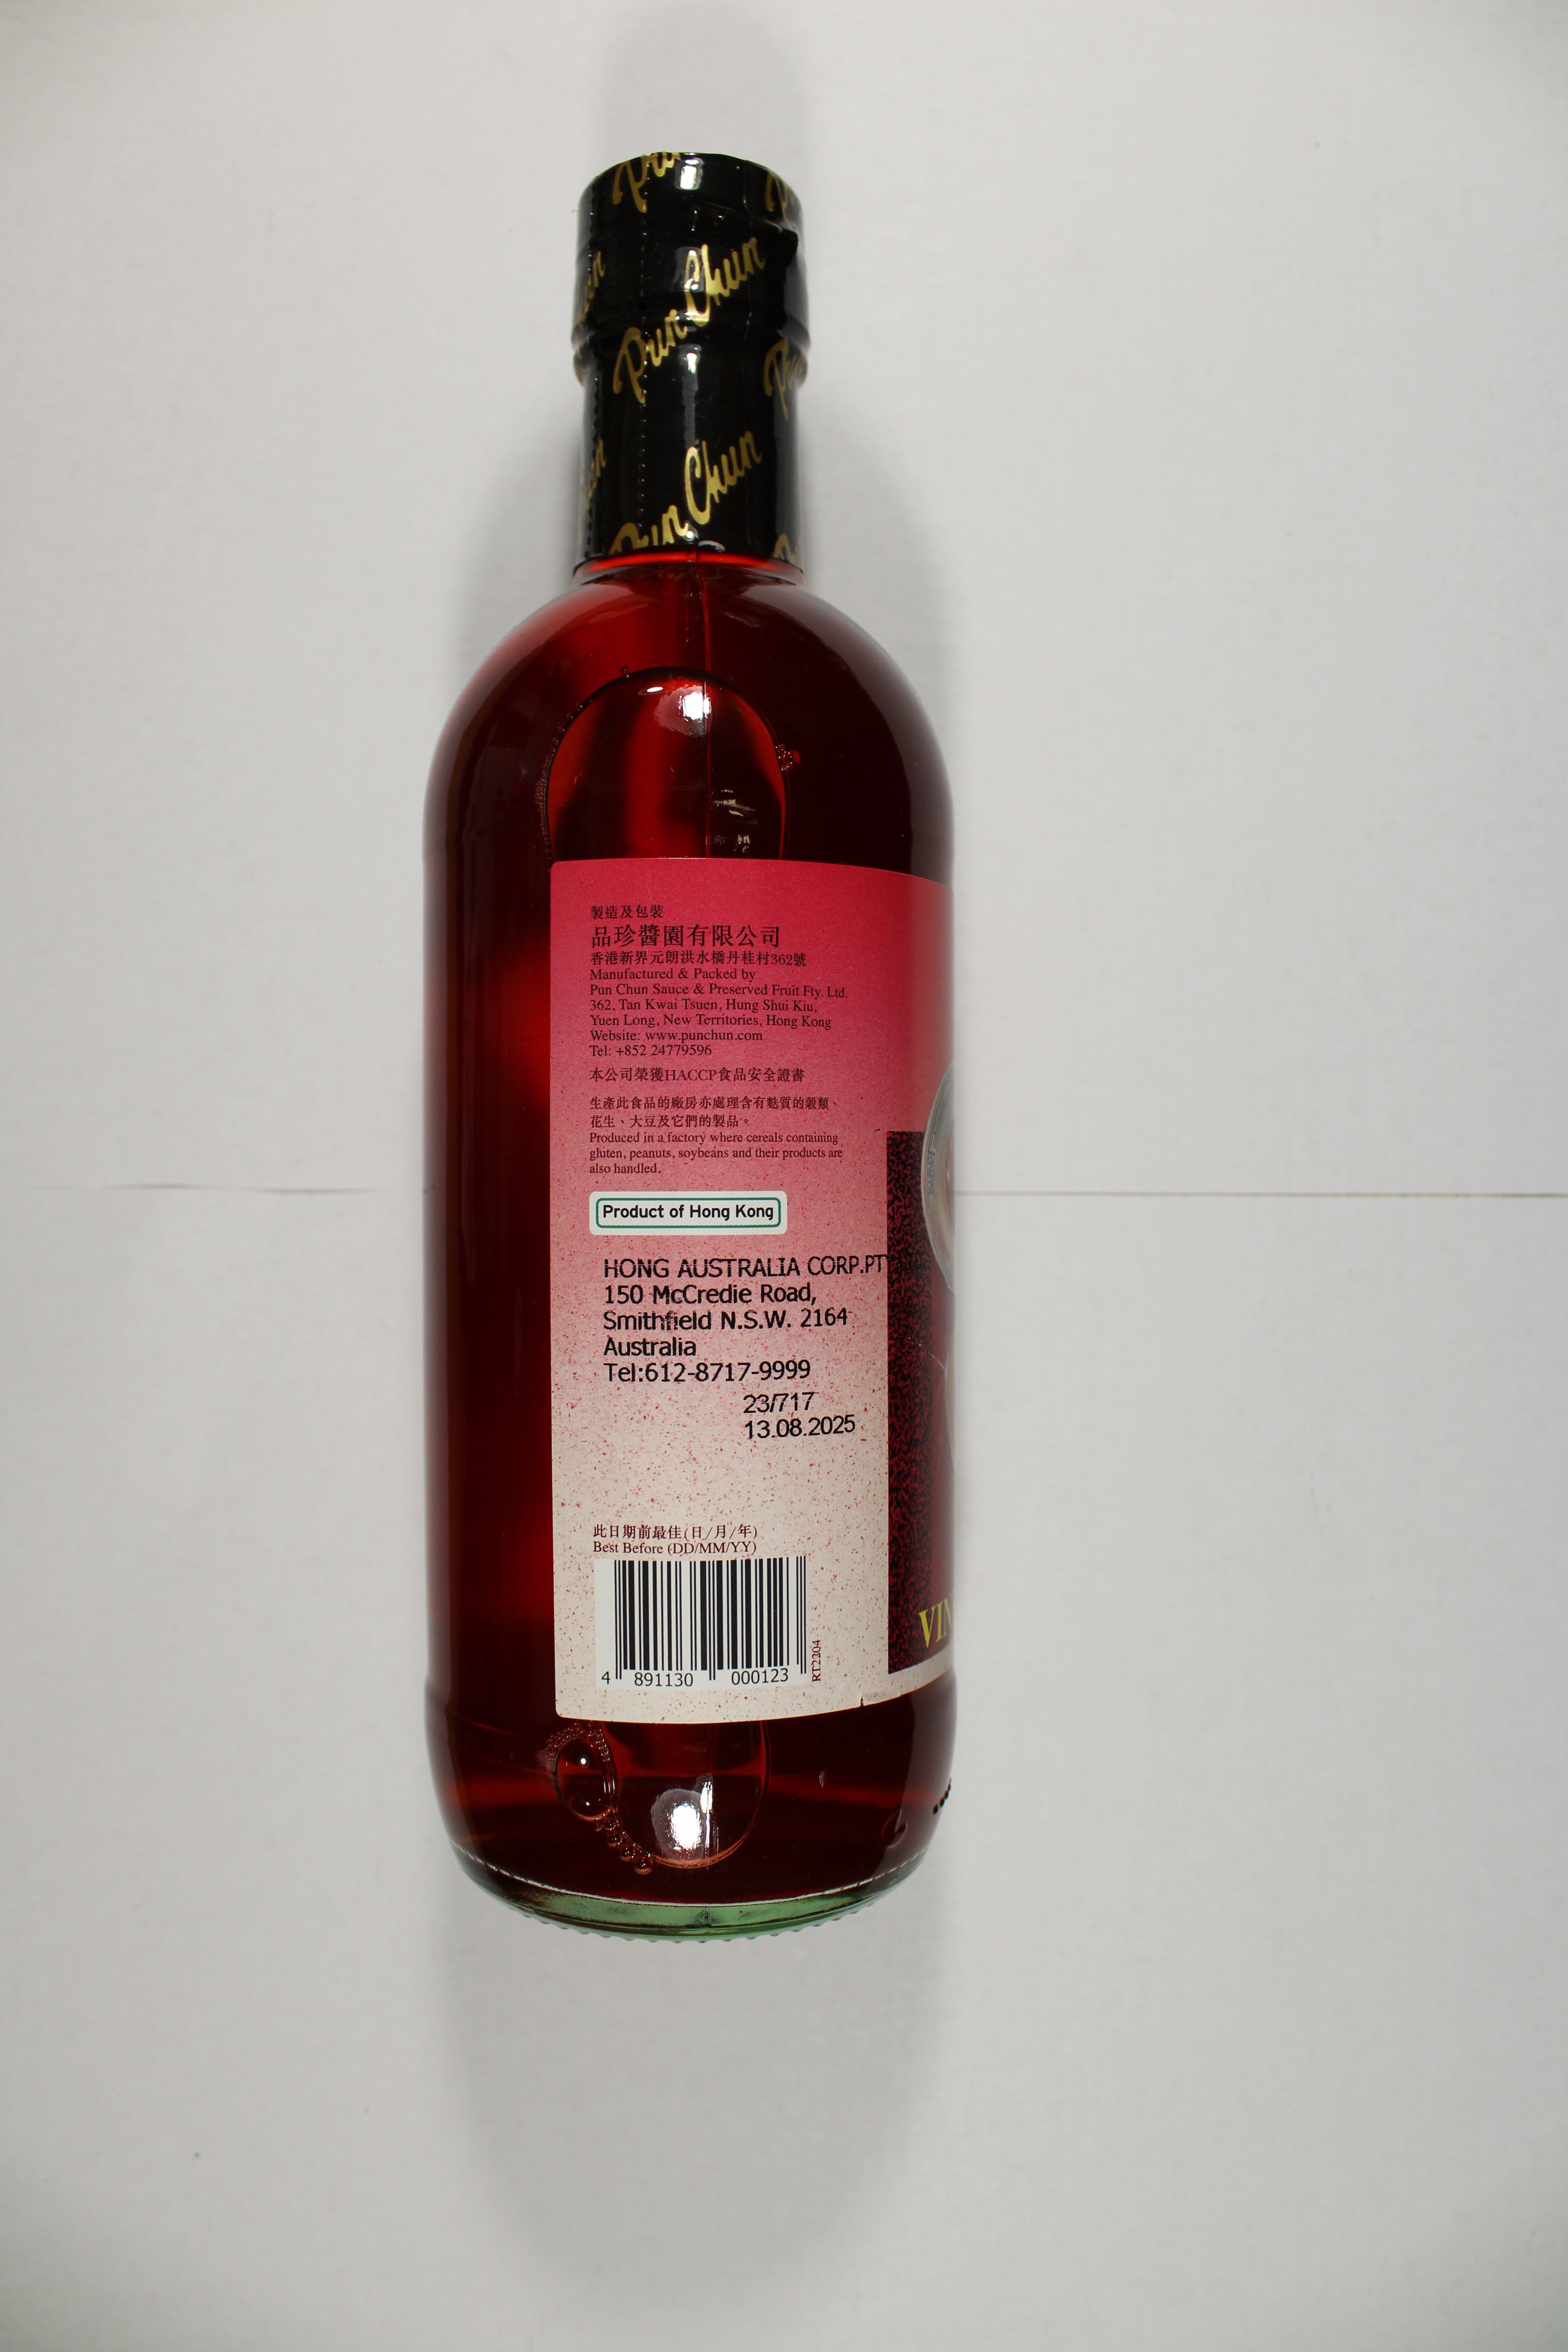 Pun Chun
Pun Chun
製造及包裝
品珍醬園有限公司
香港新界元朗洪水橋丹桂村362號
Manufactured & Packed by
Pun Chun Sauce & Preserved Fruit Fty. Ltd.
362, Tan Kwai Tsuen, Hung Shui Kiu,
Yuen Long, New Territories, Hong Kong
Website: www.punchun.com
Tel: +852 24779596
本公司榮獲HACCP食品安全證書
生產此食品的廠房亦處理含有麩質的穀類、
花生、大豆及它們的製品。
Produced in a factory where cereals containing
gluten, peanuts, soybeans and their products are
also handled.
Product of Hong Kong
HONG AUSTRALIA CORP.PTY
150 McCredie Road,
Smithfield N.S.W. 2164
Australia
Tel:612-8717-9999
23/717
13.08.2025
此日期前最佳(日/月/年)
Best Before (DD/MM/YY)
4 891130 000123
RT2204